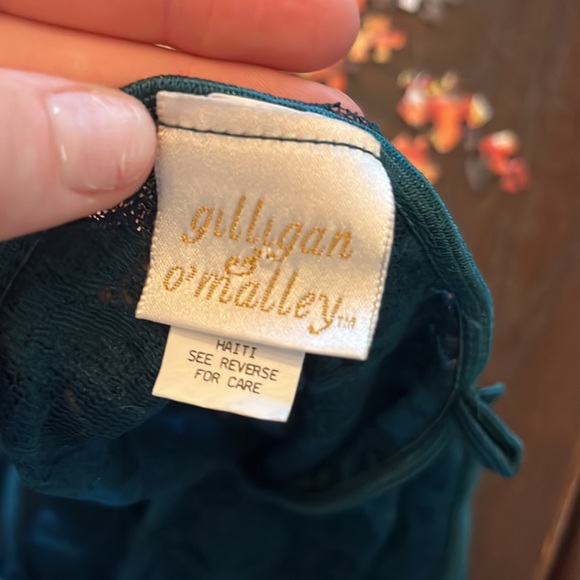 gilligan
&
o'malley™
HAITI
SEE REVERSE
FOR CARE